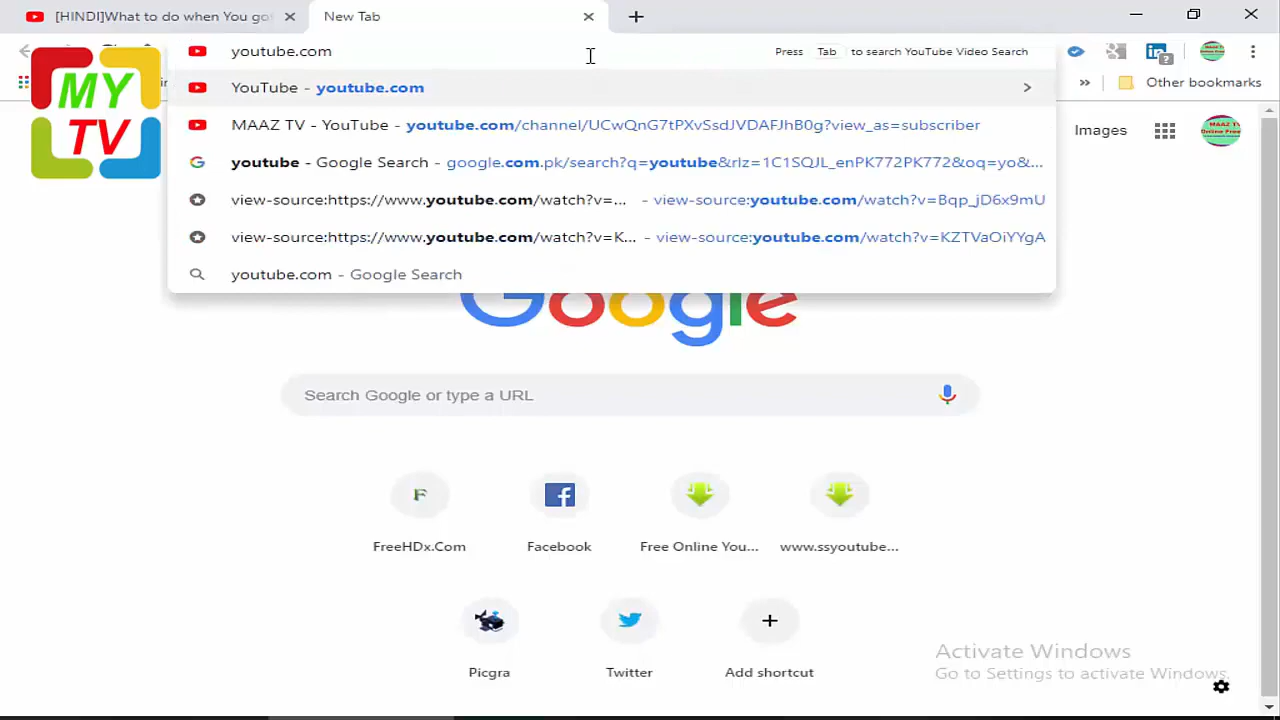 [HINDI]What to do when You got
New Tab
MY
TV
youtube.com
Press Tab to search YouTube Video Search
YouTube - youtube.com
MAAZ TV - YouTube - youtube.com/channel/UCwQnG7tPXvSsdJVDAFJhB0g?view_as=subscriber
youtube - Google Search - google.com.pk/search?q=youtube&rlz=1C1SQJL_enPK772PK772&oq=yo&...
view-source:https://www.youtube.com/watch?v=... - view-source:youtube.com/watch?v=Bqp_jD6x9mU
view-source:https://www.youtube.com/watch?v=K... - view-source:youtube.com/watch?v=KZTVaOiYYgA
youtube.com - Google Search
» Other bookmarks
Images
Google
Search Google or type a URL
FreeHDx.Com
Facebook
Free Online You...
www.ssyoutube...
Picgra
Twitter
Add shortcut
Activate Windows
Go to Settings to activate Windows.